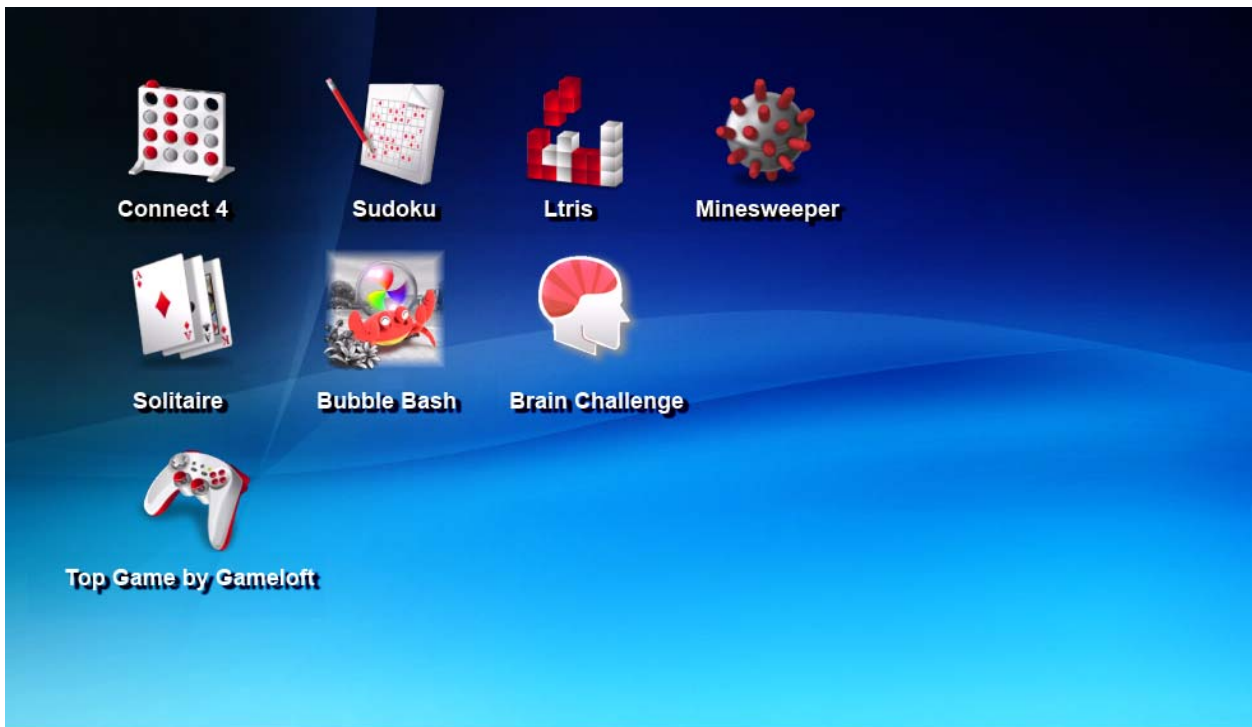 Connect 4
Sudoku
Ltris
Minesweeper
Solitaire
Bubble Bash
Brain Challenge
Top Game by Gameloft